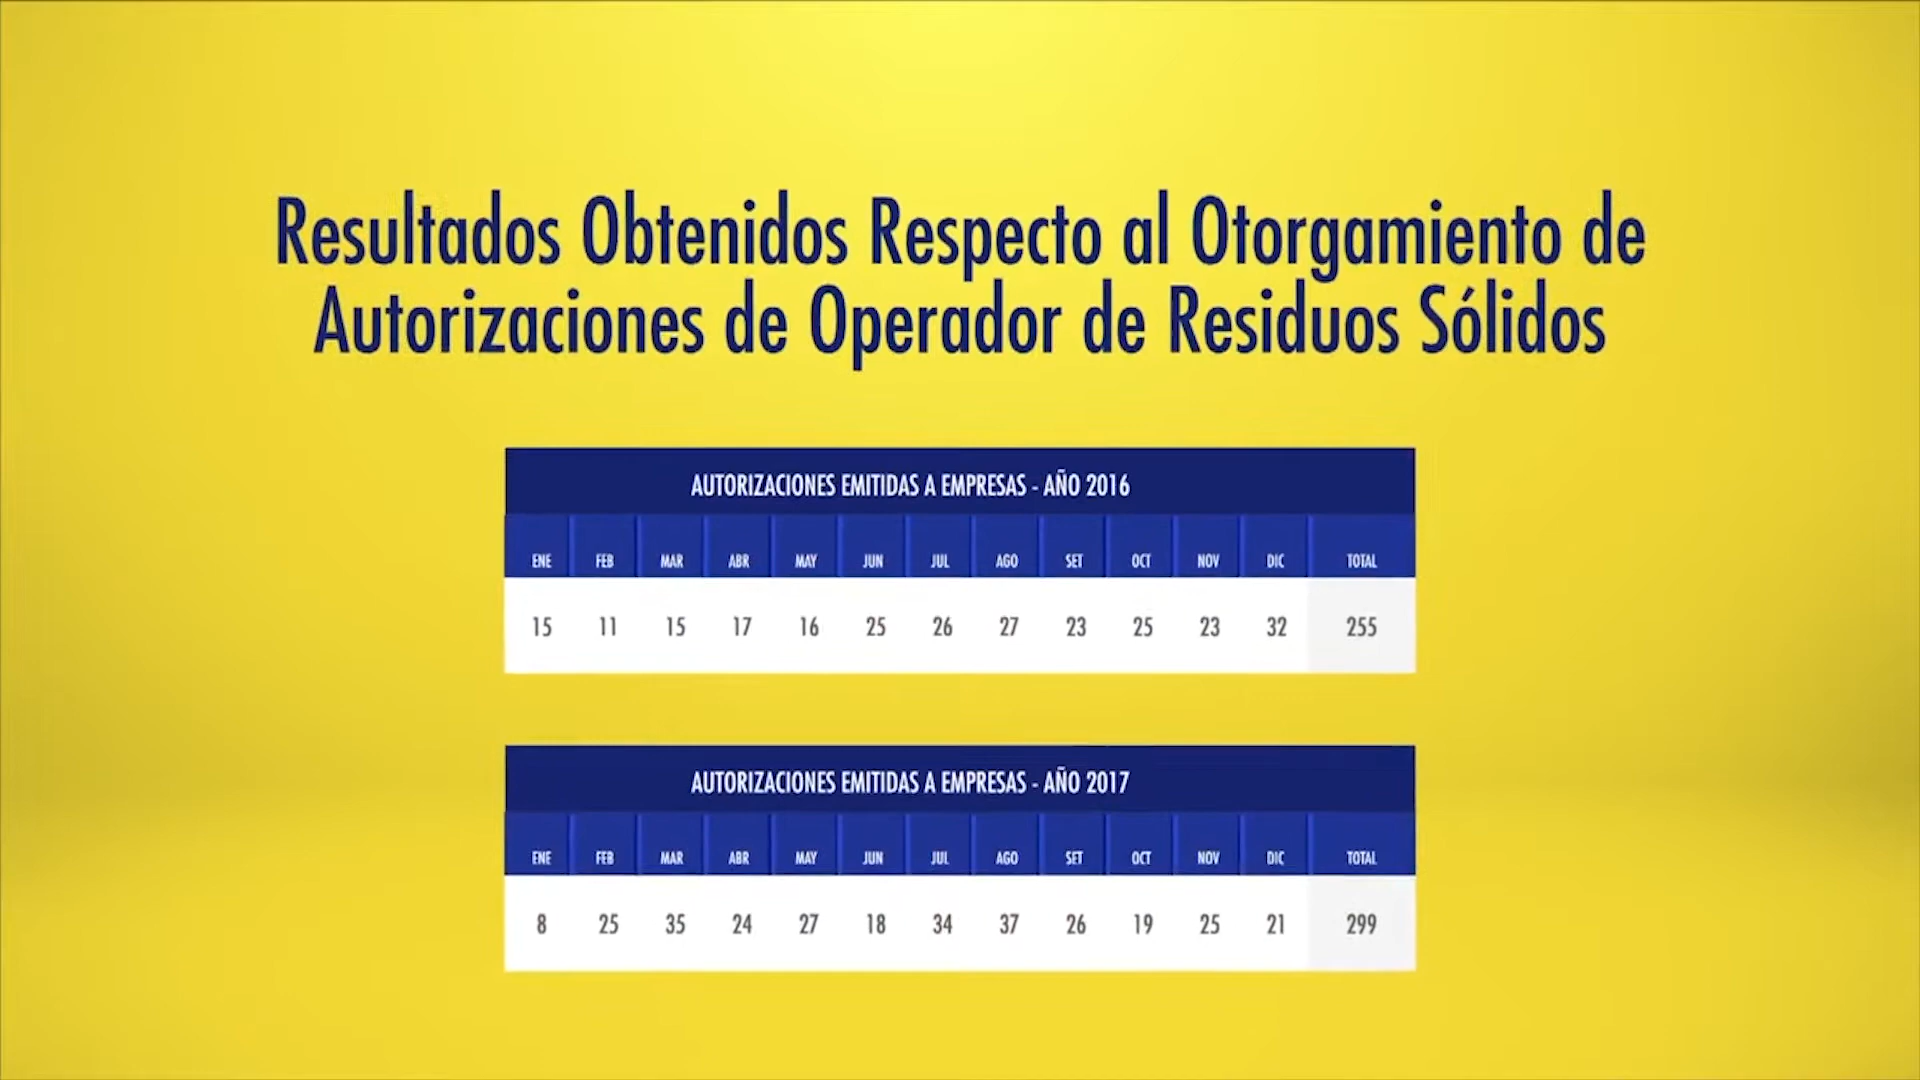 Resultados Obtenidos Respecto al Otorgamiento de
Autorizaciones de Operador de Residuos Sólidos
AUTORIZACIONES EMITIDAS A EMPRESAS - AÑO 2016
ENE FEB MAR ABR MAY JUN JUL AGO SET OCT NOV DIC TOTAL
15 11 15 17 16 25 26 27 23 25 23 32 255
AUTORIZACIONES EMITIDAS A EMPRESAS - AÑO 2017
ENE FEB MAR ABR MAY JUN JUL AGO SET OCT NOV DIC TOTAL
8 25 35 24 27 18 34 37 26 19 25 21 299